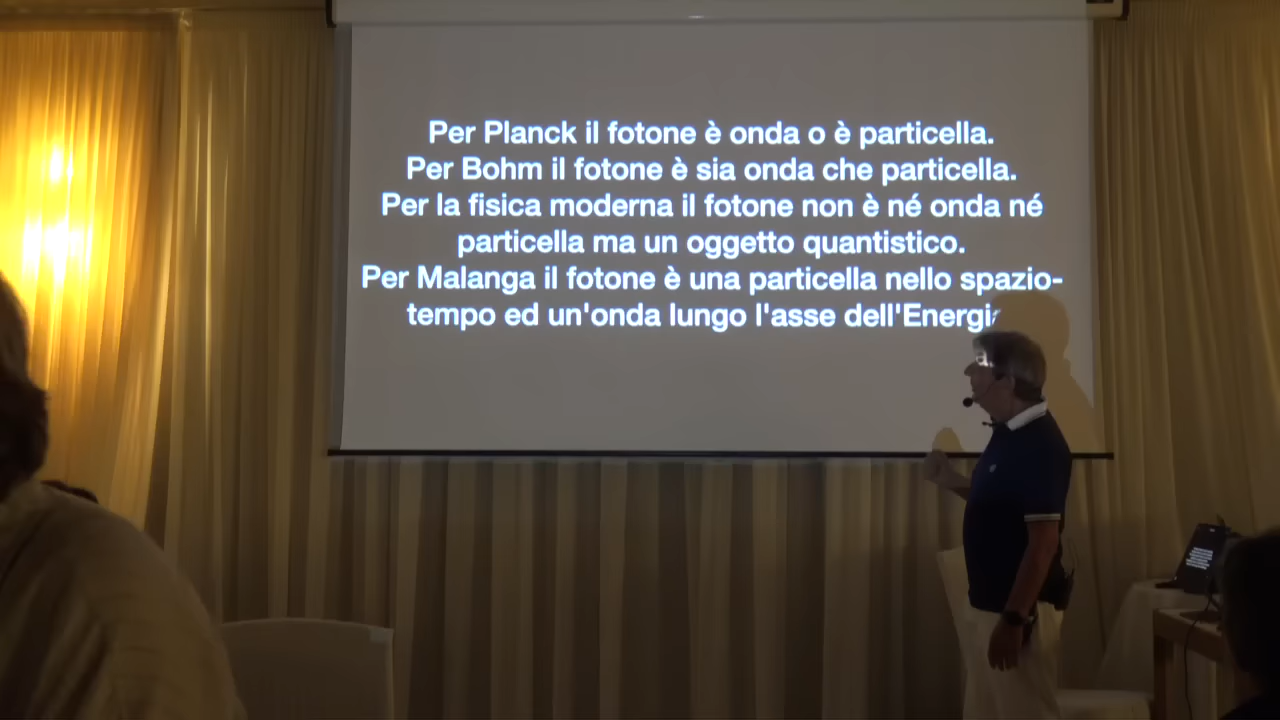 Per Planck il fotone è onda o è particella.
Per Bohm il fotone è sia onda che particella.
Per la fisica moderna il fotone non è né onda né
particella ma un oggetto quantistico.
Per Malanga il fotone è una particella nello spazio-
tempo ed un'onda lungo l'asse dell'Energia